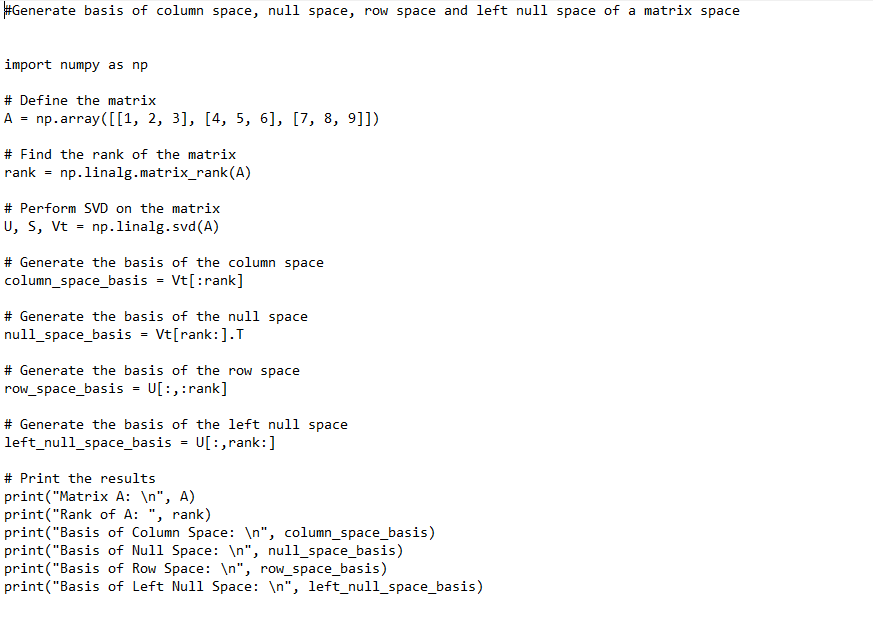 #Generate basis of column space, null space, row space and left null space of a matrix space
import numpy as np
# Define the matrix
A = np.array([[1, 2, 3], [4, 5, 6], [7, 8, 9]])
# Find the rank of the matrix
rank = np.linalg.matrix_rank(A)
# Perform SVD on the matrix
U, S, Vt = np.linalg.svd(A)
# Generate the basis of the column space
column_space_basis = Vt[:rank]
# Generate the basis of the null space
null_space_basis = Vt[rank:].T
# Generate the basis of the row space
row_space_basis = U[:,:rank]
# Generate the basis of the left null space
left_null_space_basis = U[:,rank:]
# Print the results
print("Matrix A: \n", A)
print("Rank of A: ", rank)
print("Basis of Column Space: \n", column_space_basis)
print("Basis of Null Space: \n", null_space_basis)
print("Basis of Row Space: \n", row_space_basis)
print("Basis of Left Null Space: \n", left_null_space_basis)